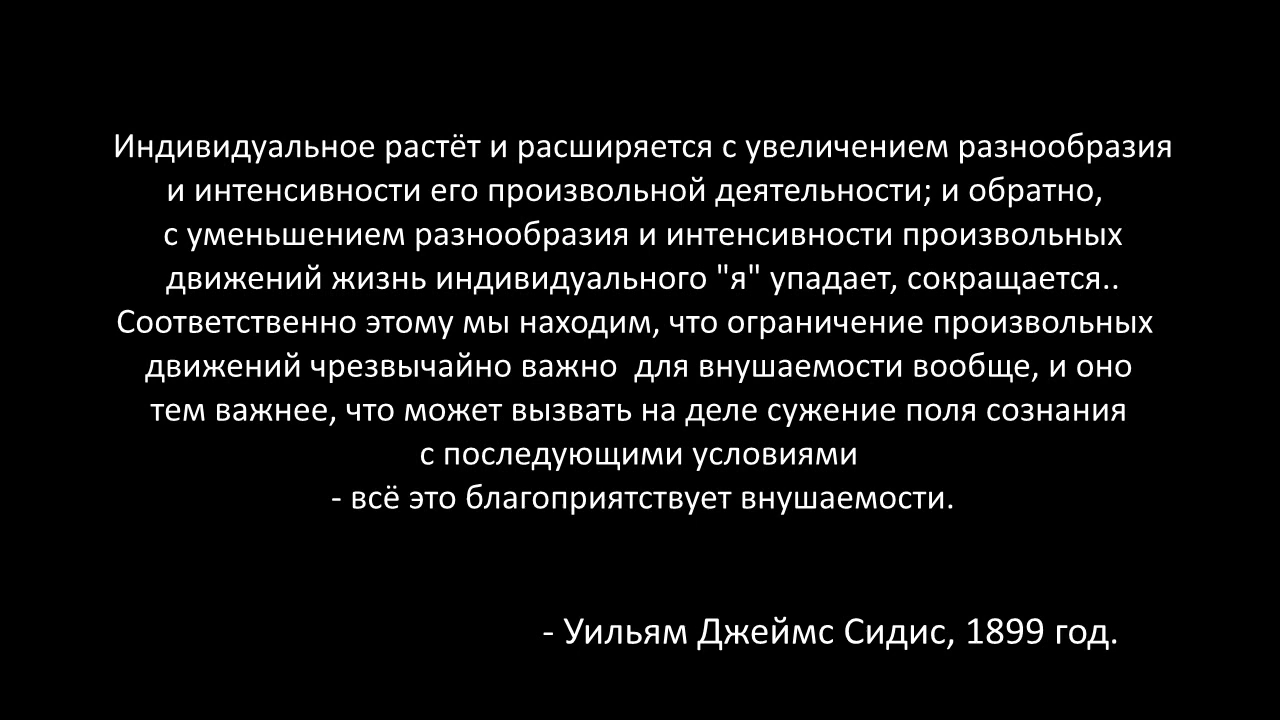 Индивидуальное растёт и расширяется с увеличением разнообразия
и интенсивности его произвольной деятельности; и обратно,
с уменьшением разнообразия и интенсивности произвольных
движений жизнь индивидуального "я" упадает, сокращается..
Соответственно этому мы находим, что ограничение произвольных
движений чрезвычайно важно  для внушаемости вообще, и оно
тем важнее, что может вызвать на деле сужение поля сознания
с последующими условиями
- всё это благоприятствует внушаемости.
- Уильям Джеймс Сидис, 1899 год.